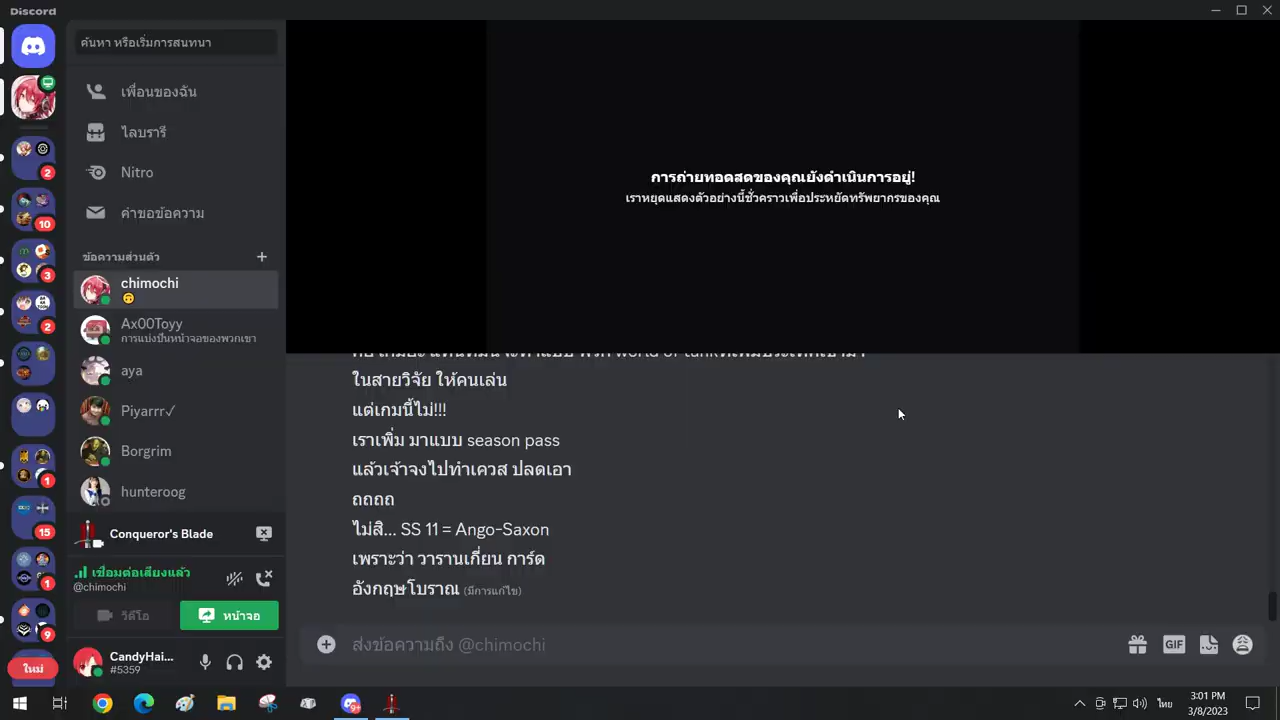 Discord
ค้นหา หรือเริ่มการสนทนา
เพื่อนของฉัน
ไลบรารี
Nitro
คำขอข้อความ
ข้อความส่วนตัว
chimochi
Ax00Toyy
การแบ่งปันหน้าจอของพวกเขา
aya
Piyarrr✓
Borgrim
hunteroog
Conqueror's Blade
เชื่อมต่อเสียงแล้ว
@chimochi
วิดีโอ
หน้าจอ
CandyHai...
#5359
2
10
3
2
1
15
1
9
ใหม่
การถ่ายทอดสดของคุณยังดำเนินการอยู่!
เราหยุดแสดงตัวอย่างนี้ชั่วคราวเพื่อประหยัดทรัพยากรของคุณ
ในสายวิจัย ให้คนเล่น
แต่เกมนี้ไม่!!!
เราเพิ่ม มาแบบ season pass
แล้วเจ้าจงไปทำเควส ปลดเอา
ถถถถ
ไม่สิ... SS 11 = Ango-Saxon
เพราะว่า วารานเกี่ยน การ์ด
อังกฤษโบราณ (มีการแก้ไข)
ส่งข้อความถึง @chimochi
GIF
9+
ไทย
3:01 PM
3/8/2023